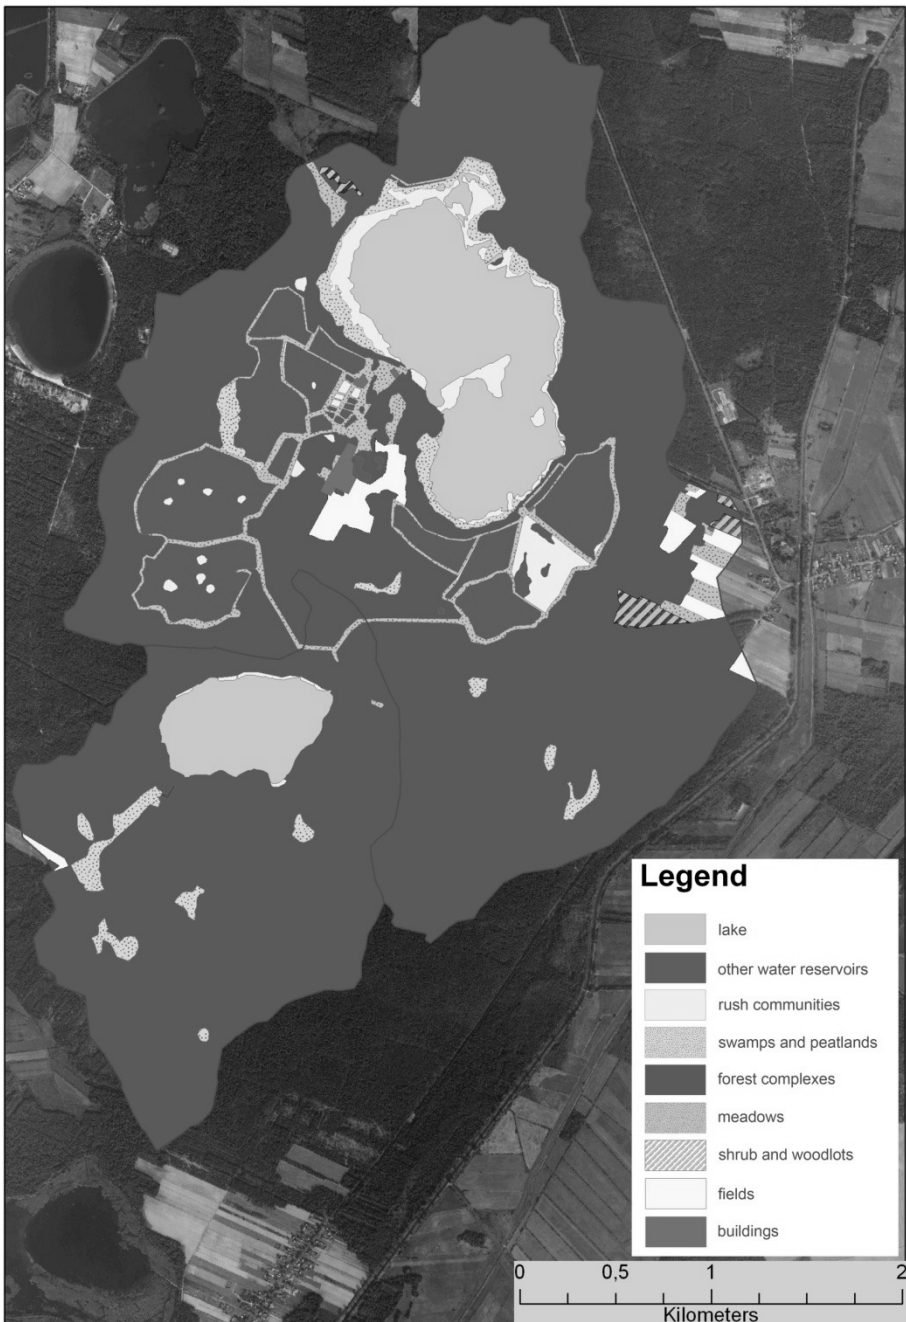 Legend
lake
other water reservoirs
rush communities
swamps and peatlands
forest complexes
meadows
shrub and woodlots
fields
buildings
0 0,5 1 2
Kilometers